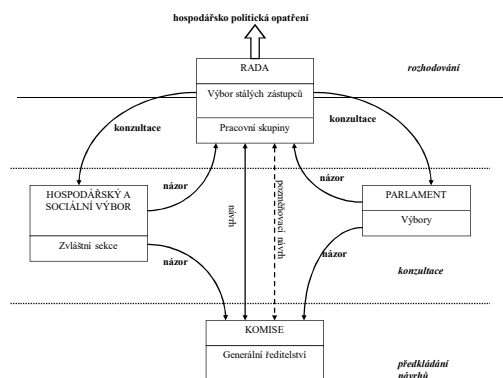 hospodářsko politická opatření
RADA
rozhodování
Výbor stálých zástupců
konzultace
konzultace
Pracovní skupiny
HOSPODÁŘSKÝ A
SOCIÁLNÍ VÝBOR
názor
názor
PARLAMENT
návrh
pozměňovací návrh
Výbory
Zvláštní sekce
názor
názor
konzultace
KOMISE
Generální ředitelství
předkládání
návrhů